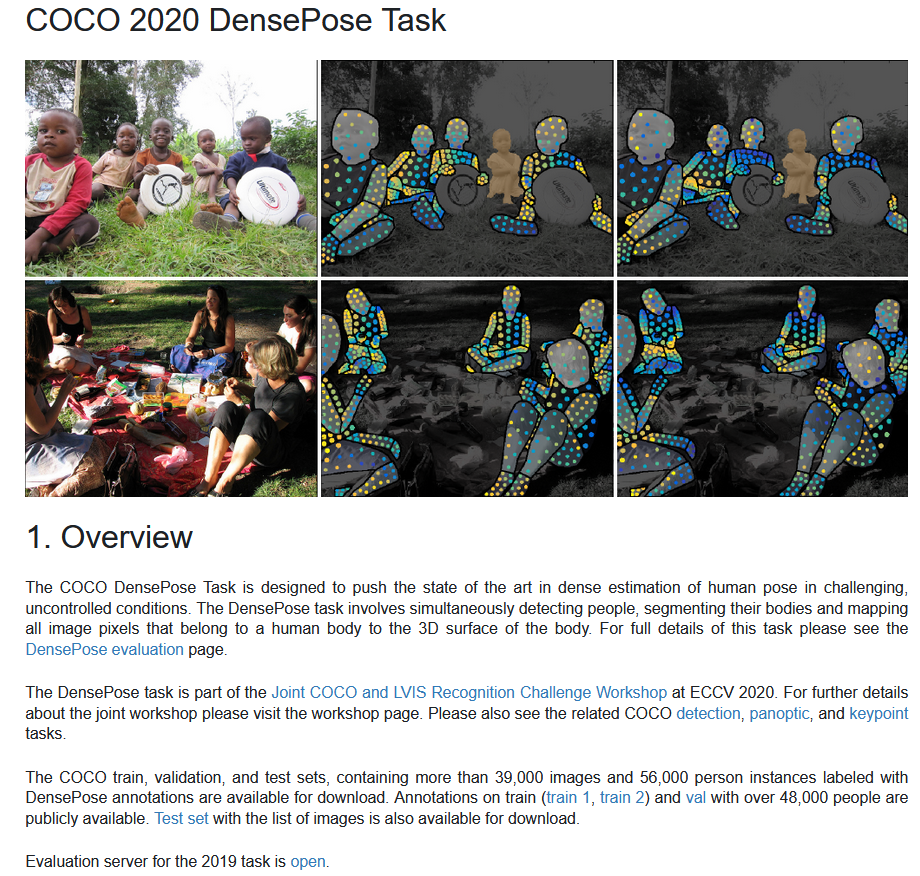 COCO 2020 DensePose Task
Ultimate
1. Overview
The COCO DensePose Task is designed to push the state of the art in dense estimation of human pose in challenging,
uncontrolled conditions. The DensePose task involves simultaneously detecting people, segmenting their bodies and mapping
all image pixels that belong to a human body to the 3D surface of the body. For full details of this task please see the
DensePose evaluation page.
The DensePose task is part of the Joint COCO and LVIS Recognition Challenge Workshop at ECCV 2020. For further details
about the joint workshop please visit the workshop page. Please also see the related COCO detection, panoptic, and keypoint
tasks.
The COCO train, validation, and test sets, containing more than 39,000 images and 56,000 person instances labeled with
DensePose annotations are available for download. Annotations on train (train 1, train 2) and val with over 48,000 people are
publicly available. Test set with the list of images is also available for download.
Evaluation server for the 2019 task is open.